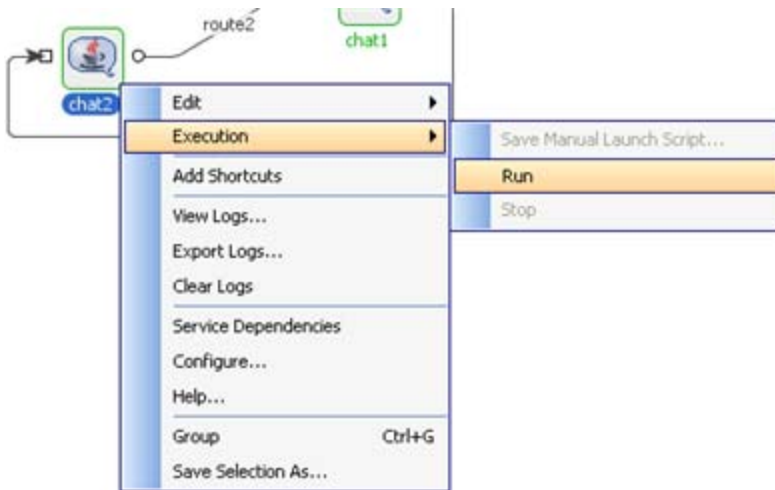 route2
chat1
chat2
Edit
Execution
Save Manual Launch Script...
Run
Stop
Add Shortcuts
View Logs...
Export Logs...
Clear Logs
Service Dependencies
Configure...
Help...
Group Ctrl+G
Save Selection As...